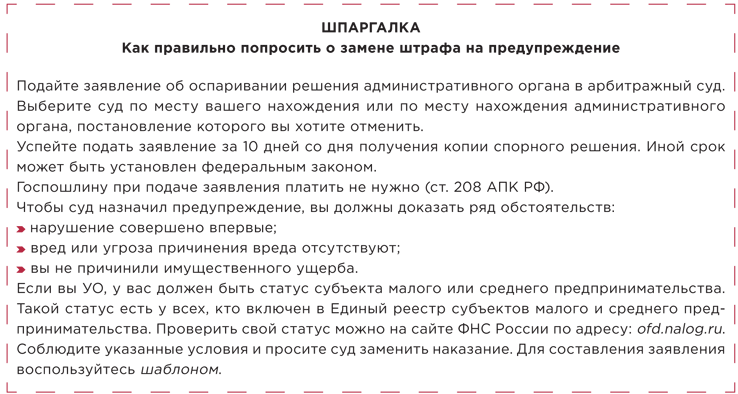 ШПАРГАЛКА
Как правильно попросить о замене штрафа на предупреждение
Подайте заявление об оспаривании решения административного органа в арбитражный суд.
Выберите суд по месту вашего нахождения или по месту нахождения административного
органа, постановление которого вы хотите отменить.
Успейте подать заявление за 10 дней со дня получения копии спорного решения. Иной срок
может быть установлен федеральным законом.
Госпошлину при подаче заявления платить не нужно (ст. 208 АПК РФ).
Чтобы суд назначил предупреждение, вы должны доказать ряд обстоятельств:
нарушение совершено впервые;
вред или угроза причинения вреда отсутствуют;
вы не причинили имущественного ущерба.
Если вы УО, у вас должен быть статус субъекта малого или среднего предпринимательства.
Такой статус есть у всех, кто включен в Единый реестр субъектов малого и среднего пред-
принимательства. Проверить свой статус можно на сайте ФНС России по адресу: ofd.nalog.ru.
Соблюдите указанные условия и просите суд заменить наказание. Для составления заявления
воспользуйтесь шаблоном.